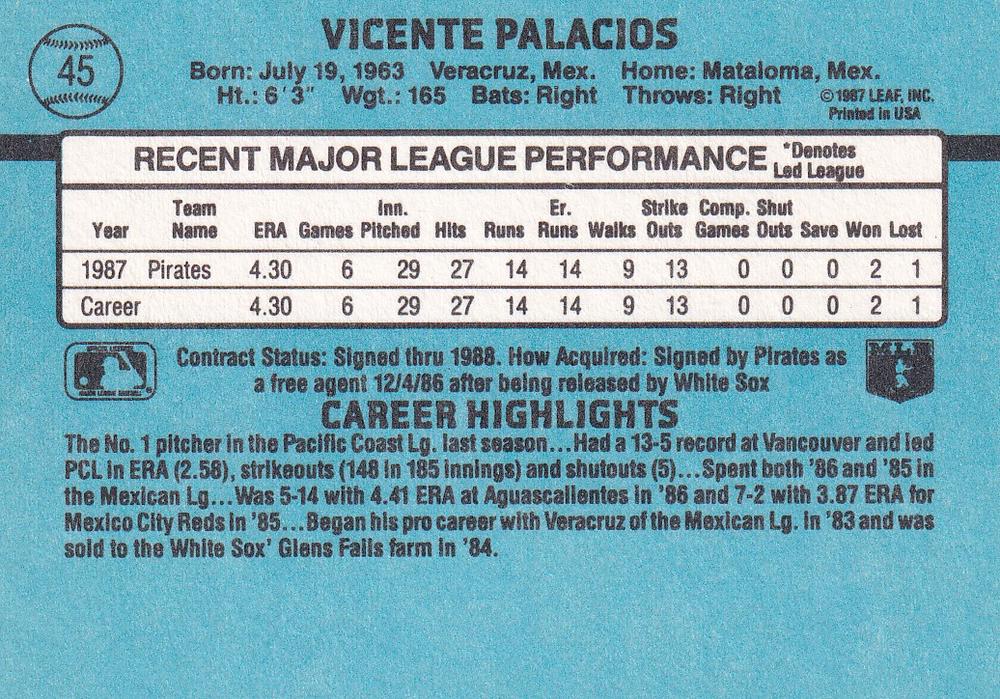 45
VICENTE PALACIOS
Born: July 19, 1963 Veracruz, Mex. Home: Mataloma, Mex.
Ht.: 6'3" Wgt.: 165 Bats: Right Throws: Right
©1987 LEAF, INC.
Printed in USA
RECENT MAJOR LEAGUE PERFORMANCE *Denotes
Led League
Team Inn. Er. Strike Comp. Shut
Year Name ERA Games Pitched Hits Runs Runs Walks Outs Games Outs Save Won Lost
1987 Pirates 4.30 6 29 27 14 14 9 13 0 0 0 2 1
Career 4.30 6 29 27 14 14 9 13 0 0 0 2 1
Contract Status: Signed thru 1988. How Acquired: Signed by Pirates as
a free agent 12/4/86 after being released by White Sox
CAREER HIGHLIGHTS
The No. 1 pitcher in the Pacific Coast Lg. last season...Had a 13-5 record at Vancouver and led
PCL in ERA (2.58), strikeouts (148 in 185 innings) and shutouts (5)...Spent both '86 and '85 in
the Mexican Lg...Was 5-14 with 4.41 ERA at Aguascalientes in '86 and 7-2 with 3.87 ERA for
Mexico City Reds in '85...Began his pro career with Veracruz of the Mexican Lg. in '83 and was
sold to the White Sox' Glens Falls farm in '84.